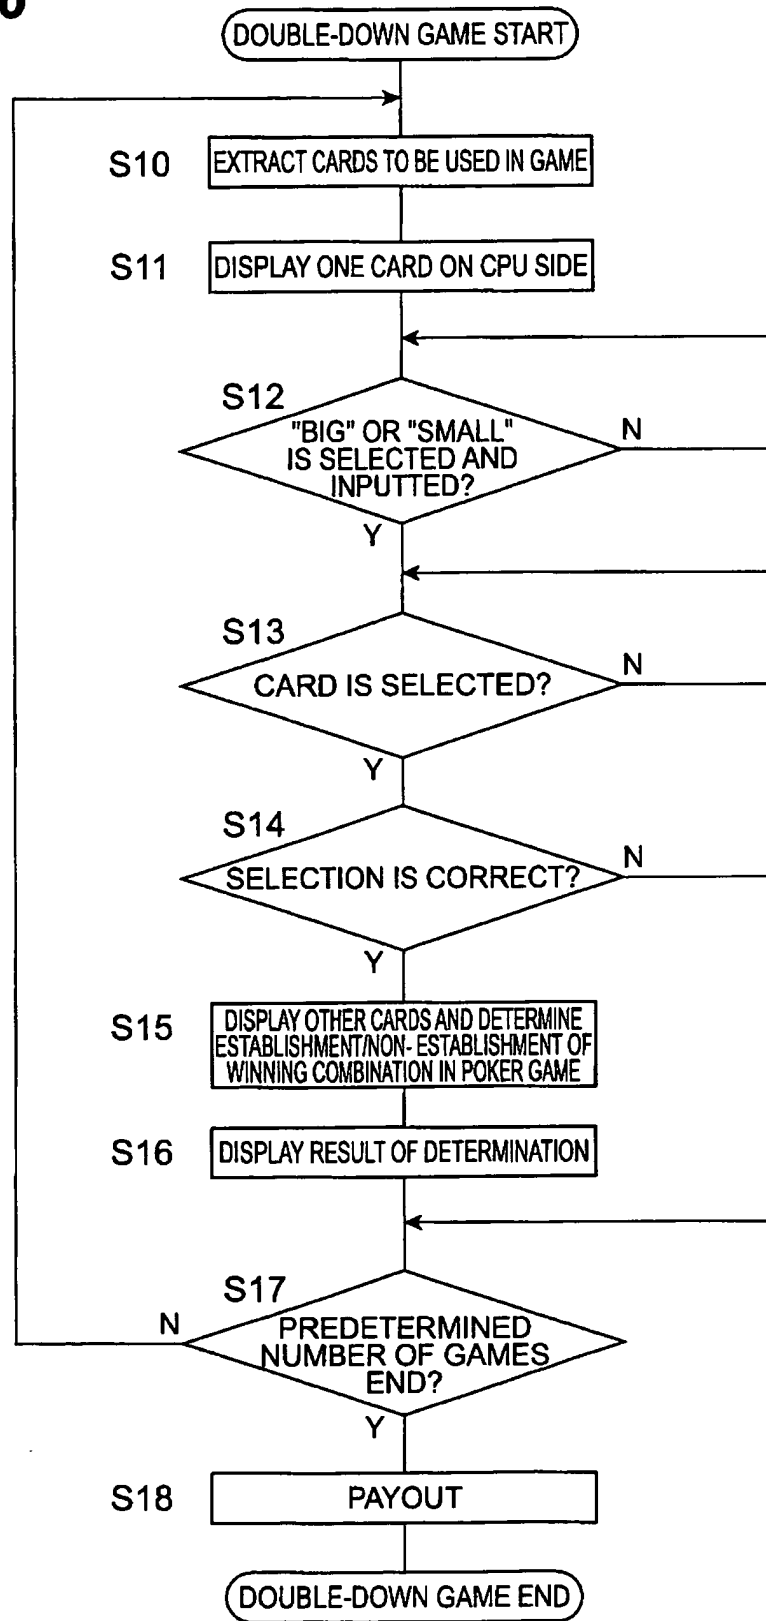 DOUBLE-DOWN GAME START
S10
EXTRACT CARDS TO BE USED IN GAME
S11
DISPLAY ONE CARD ON CPU SIDE
S12
"BIG" OR "SMALL"
IS SELECTED AND
INPUTTED?
N
Y
S13
CARD IS SELECTED?
N
Y
S14
SELECTION IS CORRECT?
N
Y
S15
DISPLAY OTHER CARDS AND DETERMINE
ESTABLISHMENT/NON- ESTABLISHMENT OF
WINNING COMBINATION IN POKER GAME
S16
DISPLAY RESULT OF DETERMINATION
S17
N
PREDETERMINED
NUMBER OF GAMES
END?
Y
S18
PAYOUT
DOUBLE-DOWN GAME END